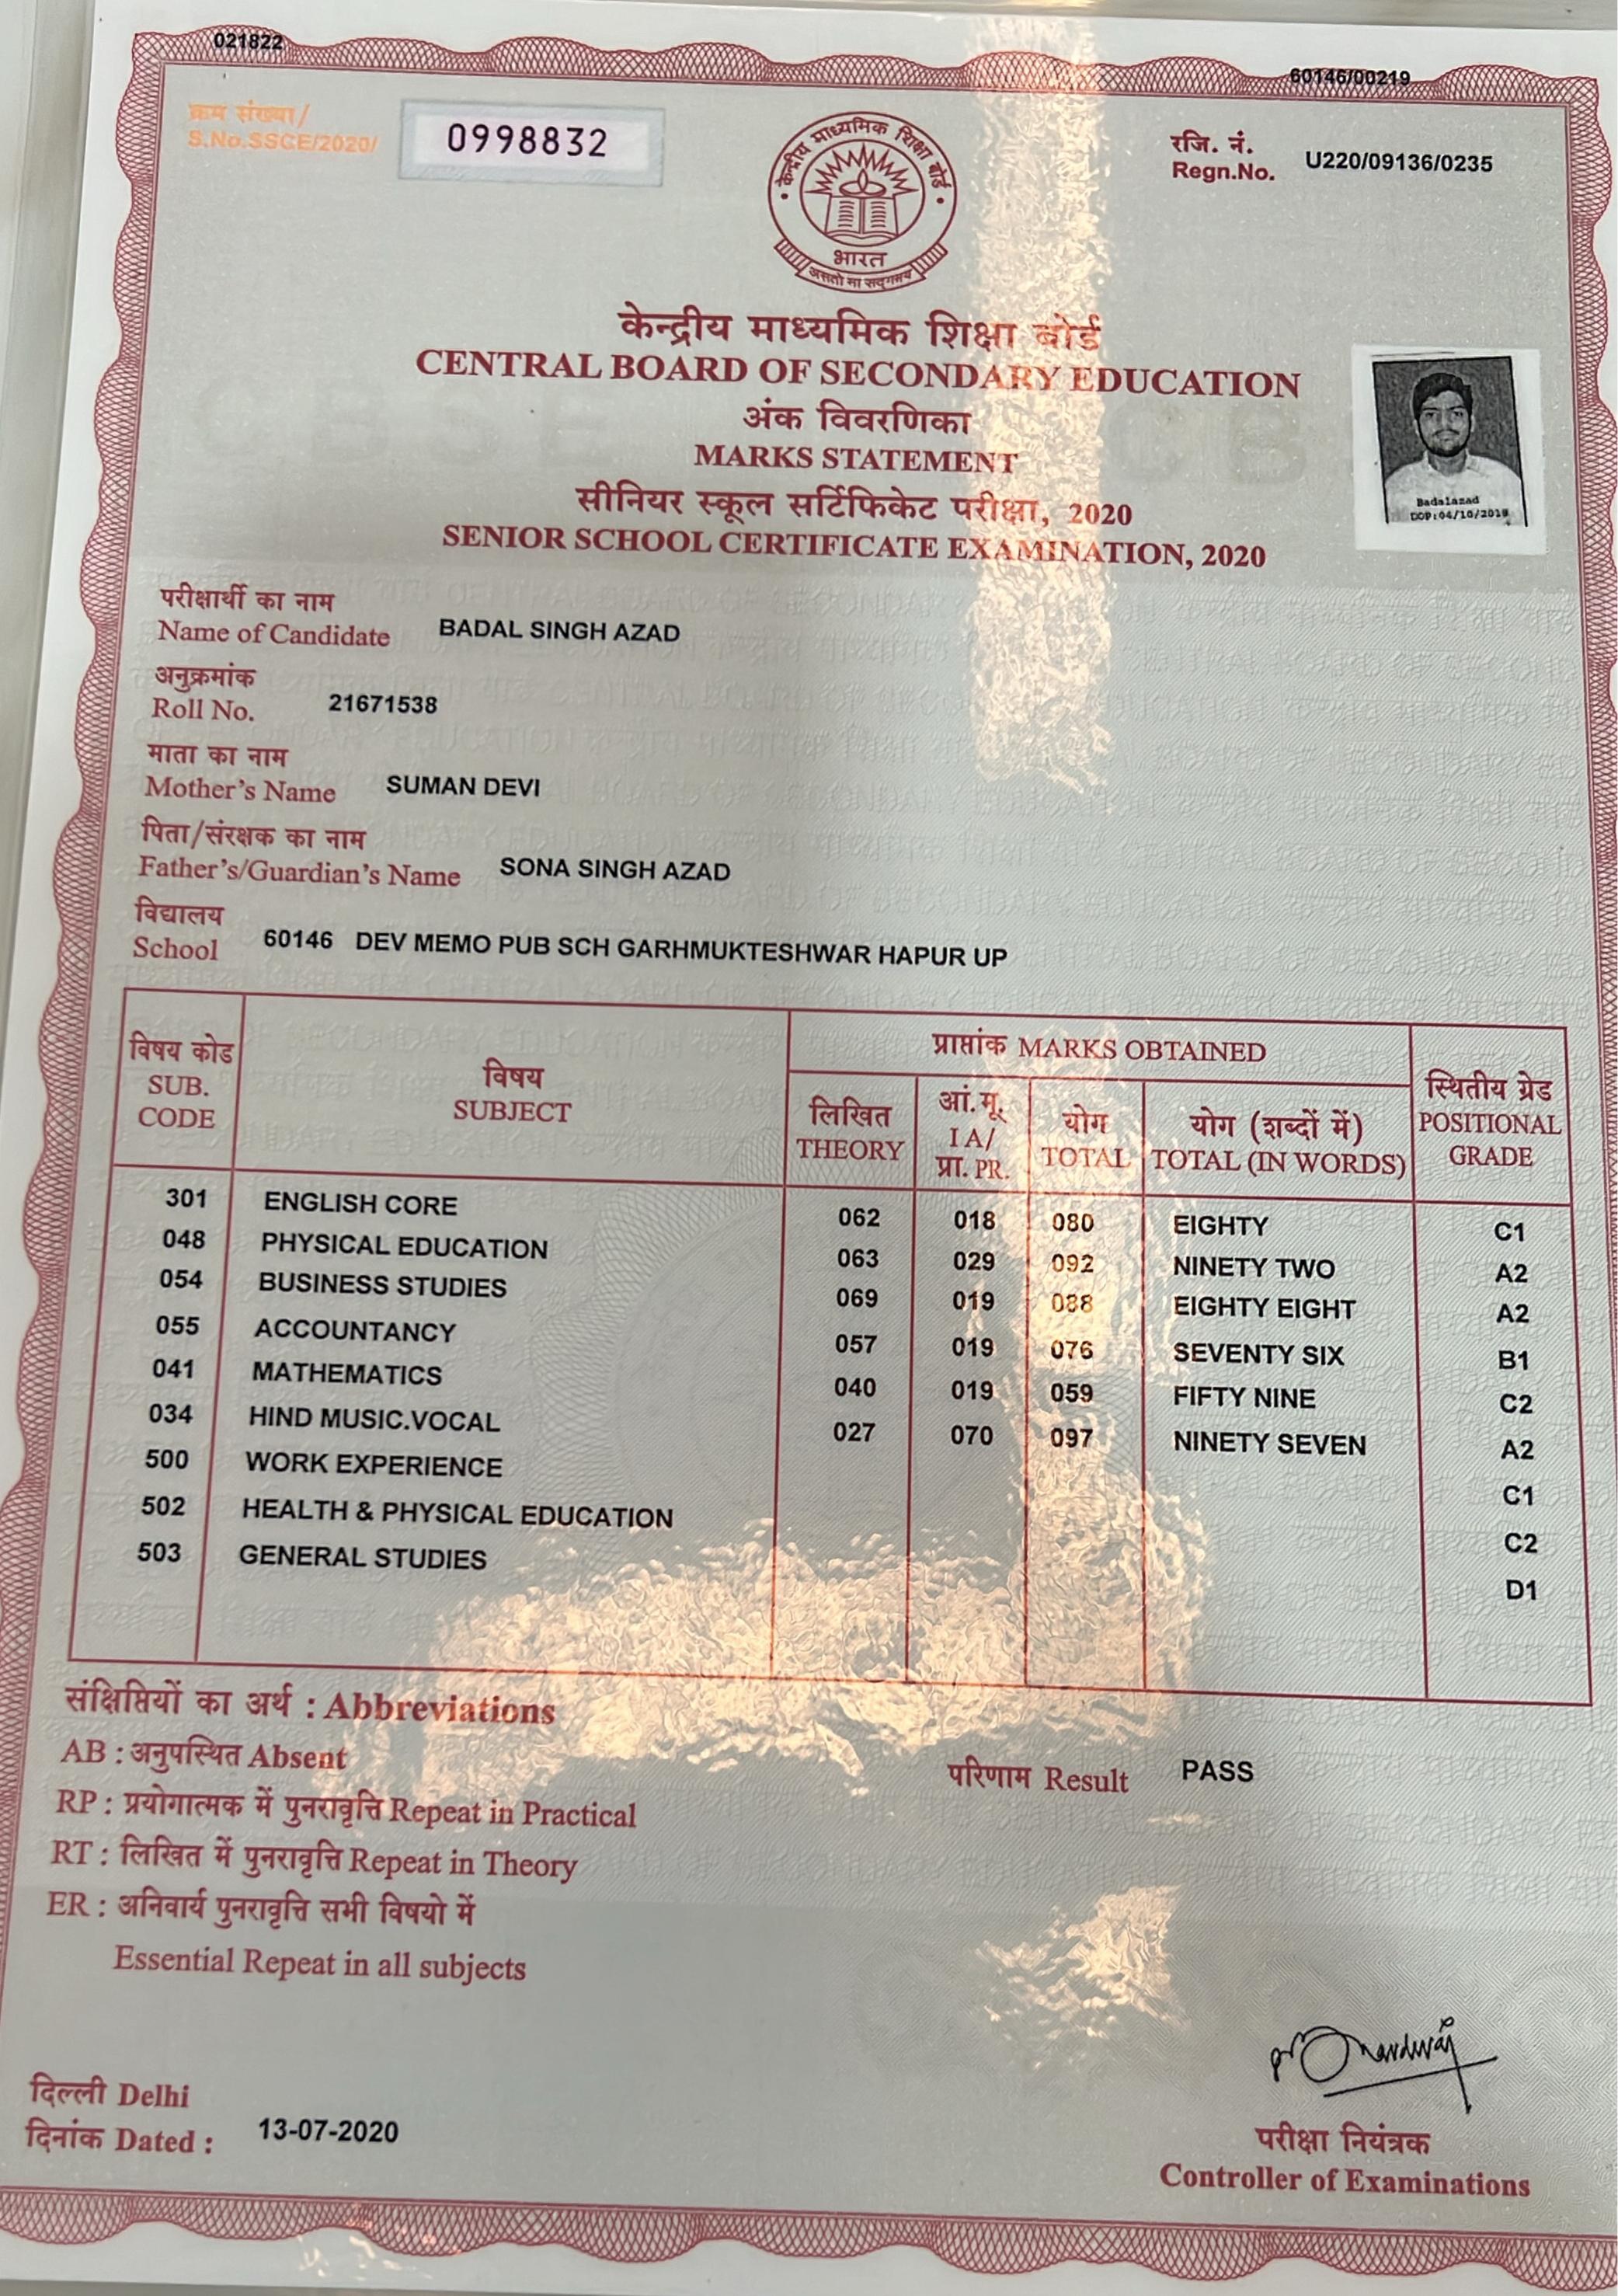 021822
60146/00219
क्रम संख्या/
S.No.SSCE/2020/ 0998832
रजि. नं.
Regn.No. U220/09136/0235
केन्द्रीय माध्यमिक शिक्षा बोर्ड
भारत
असतो मा सद्गमय
केन्द्रीय माध्यमिक शिक्षा बोर्ड
CENTRAL BOARD OF SECONDARY EDUCATION
अंक विवरणिका
MARKS STATEMENT
सीनियर स्कूल सर्टिफिकेट परीक्षा, 2020
SENIOR SCHOOL CERTIFICATE EXAMINATION, 2020
Badalazad
DOP:04/10/2019
परीक्षार्थी का नाम
Name of Candidate BADAL SINGH AZAD
अनुक्रमांक
Roll No. 21671538
माता का नाम
Mother's Name SUMAN DEVI
पिता/संरक्षक का नाम
Father's/Guardian's Name SONA SINGH AZAD
विद्यालय
School 60146 DEV MEMO PUB SCH GARHMUKTESHWAR HAPUR UP
विषय कोड SUB. CODE विषय SUBJECT प्राप्तांक MARKS OBTAINED स्थितीय ग्रेड POSITIONAL GRADE
लिखित THEORY आं.मू. I A/ प्रा. PR. योग TOTAL योग (शब्दों में) TOTAL (IN WORDS)
301 ENGLISH CORE 062 018 080 EIGHTY C1
048 PHYSICAL EDUCATION 063 029 092 NINETY TWO A2
054 BUSINESS STUDIES 069 019 088 EIGHTY EIGHT A2
055 ACCOUNTANCY 057 019 076 SEVENTY SIX B1
041 MATHEMATICS 040 019 059 FIFTY NINE C2
034 HIND MUSIC.VOCAL 027 070 097 NINETY SEVEN A2
500 WORK EXPERIENCE C1
502 HEALTH & PHYSICAL EDUCATION C2
503 GENERAL STUDIES D1
संक्षिप्तियों का अर्थ : Abbreviations
AB : अनुपस्थित Absent
परिणाम Result PASS
RP : प्रयोगात्मक में पुनरावृत्ति Repeat in Practical
RT : लिखित में पुनरावृत्ति Repeat in Theory
ER : अनिवार्य पुनरावृत्ति सभी विषयो में
Essential Repeat in all subjects
दिल्ली Delhi
दिनांक Dated : 13-07-2020
परीक्षा नियंत्रक
Controller of Examinations